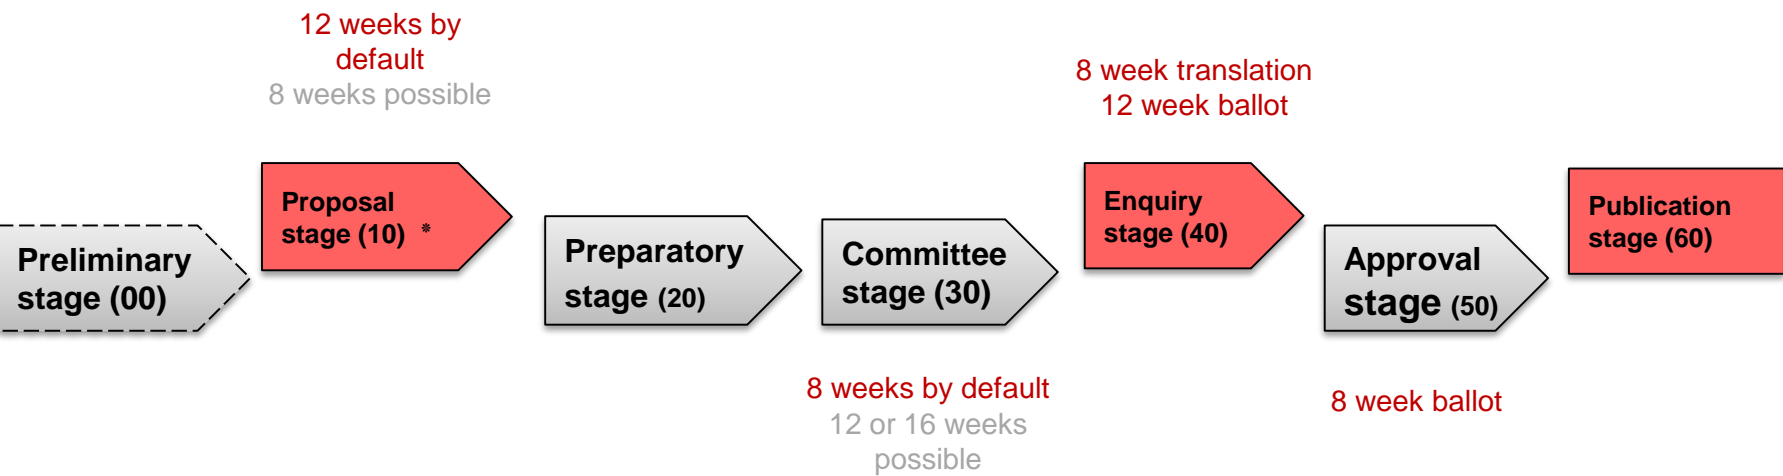 12 weeks by
default
8 weeks possible
8 week translation
12 week ballot
Preliminary
stage (00)
Proposal
stage (10) *
Preparatory
stage (20)
Committee
stage (30)
Enquiry
stage (40)
Approval
stage (50)
Publication
stage (60)
8 weeks by default
12 or 16 weeks
possible
8 week ballot